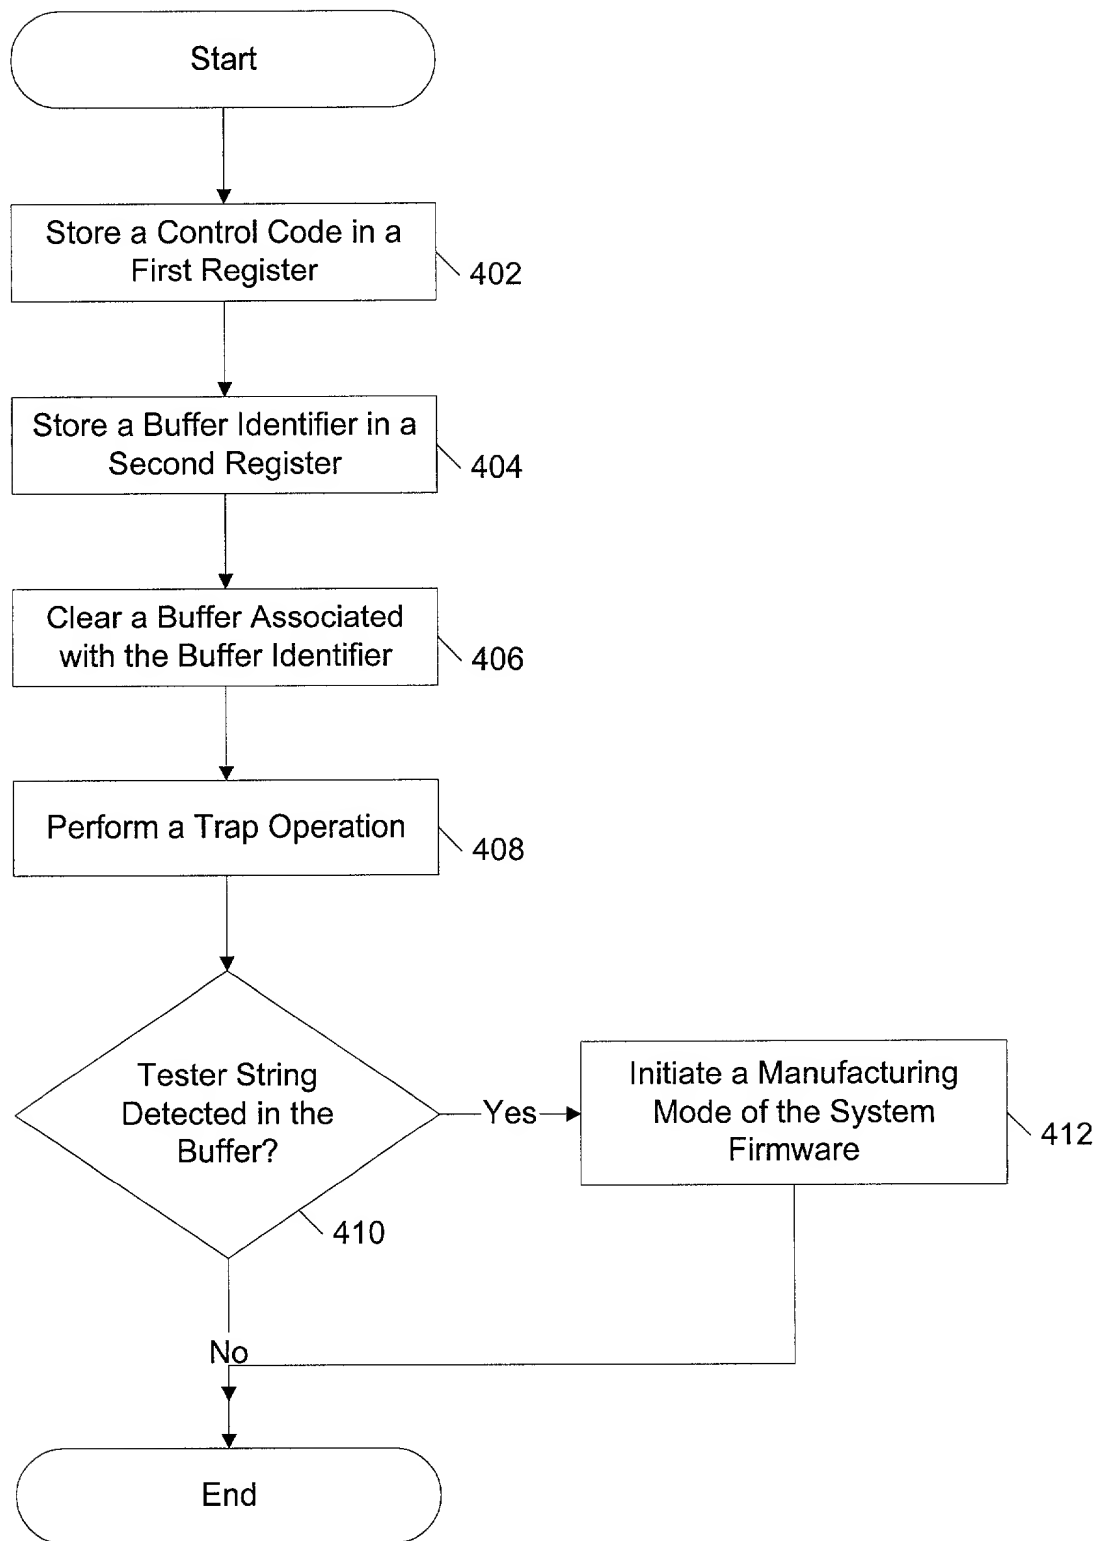 Start
Store a Control Code in a
First Register
402
Store a Buffer Identifier in a
Second Register
404
Clear a Buffer Associated
with the Buffer Identifier
406
Perform a Trap Operation
408
Tester String
Detected in the
Buffer?
410
Yes
Initiate a Manufacturing
Mode of the System
Firmware
412
No
End